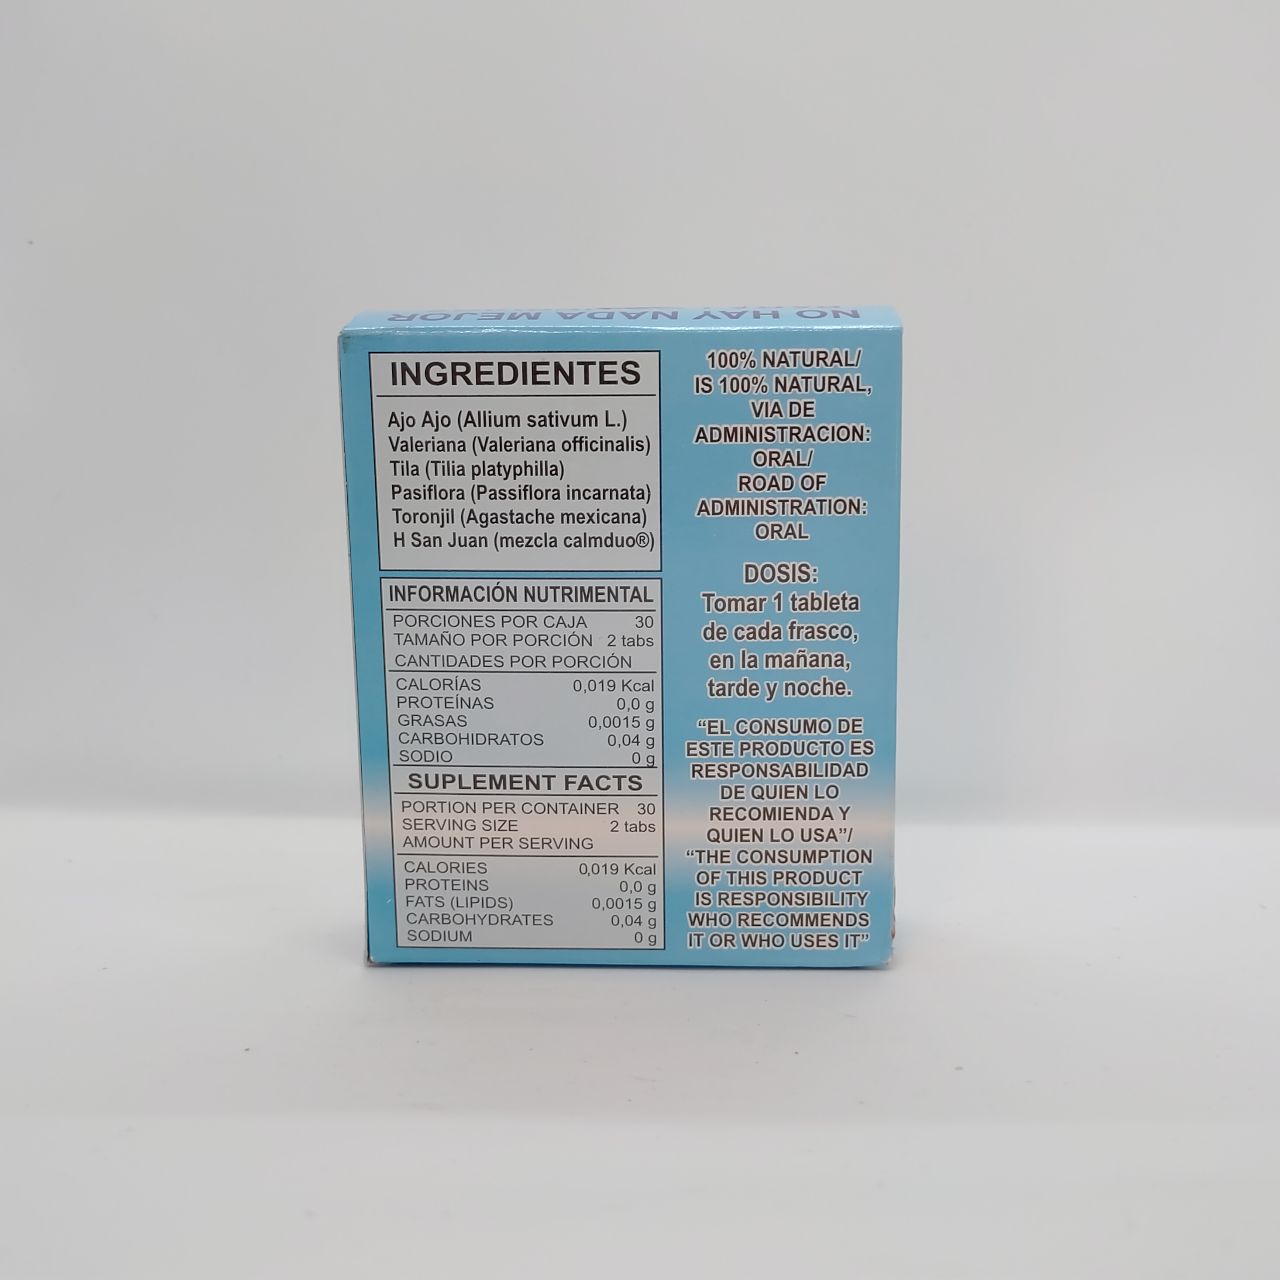 NO HAY NADA MEJOR
INGREDIENTES
Ajo Ajo (Allium sativum L.)
Valeriana (Valeriana officinalis)
Tila (Tilia platyphilla)
Pasiflora (Passiflora incarnata)
Toronjil (Agastache mexicana)
H San Juan (mezcla calmduo®)
INFORMACIÓN NUTRIMENTAL
PORCIONES POR CAJA 30
TAMAÑO POR PORCIÓN 2 tabs
CANTIDADES POR PORCIÓN
CALORÍAS 0,019 Kcal
PROTEÍNAS 0,0 g
GRASAS 0,0015 g
CARBOHIDRATOS 0,04 g
SODIO 0 g
SUPLEMENT FACTS
PORTION PER CONTAINER 30
SERVING SIZE 2 tabs
AMOUNT PER SERVING
CALORIES 0,019 Kcal
PROTEINS 0,0 g
FATS (LIPIDS) 0,0015 g
CARBOHYDRATES 0,04 g
SODIUM 0 g
100% NATURAL/
IS 100% NATURAL,
VIA DE
ADMINISTRACION:
ORAL/
ROAD OF
ADMINISTRATION:
ORAL
DOSIS:
Tomar 1 tableta
de cada frasco,
en la mañana,
tarde y noche.
“EL CONSUMO DE
ESTE PRODUCTO ES
RESPONSABILIDAD
DE QUIEN LO
RECOMIENDA Y
QUIEN LO USA”/
“THE CONSUMPTION
OF THIS PRODUCT
IS RESPONSIBILITY
WHO RECOMMENDS
IT OR WHO USES IT”